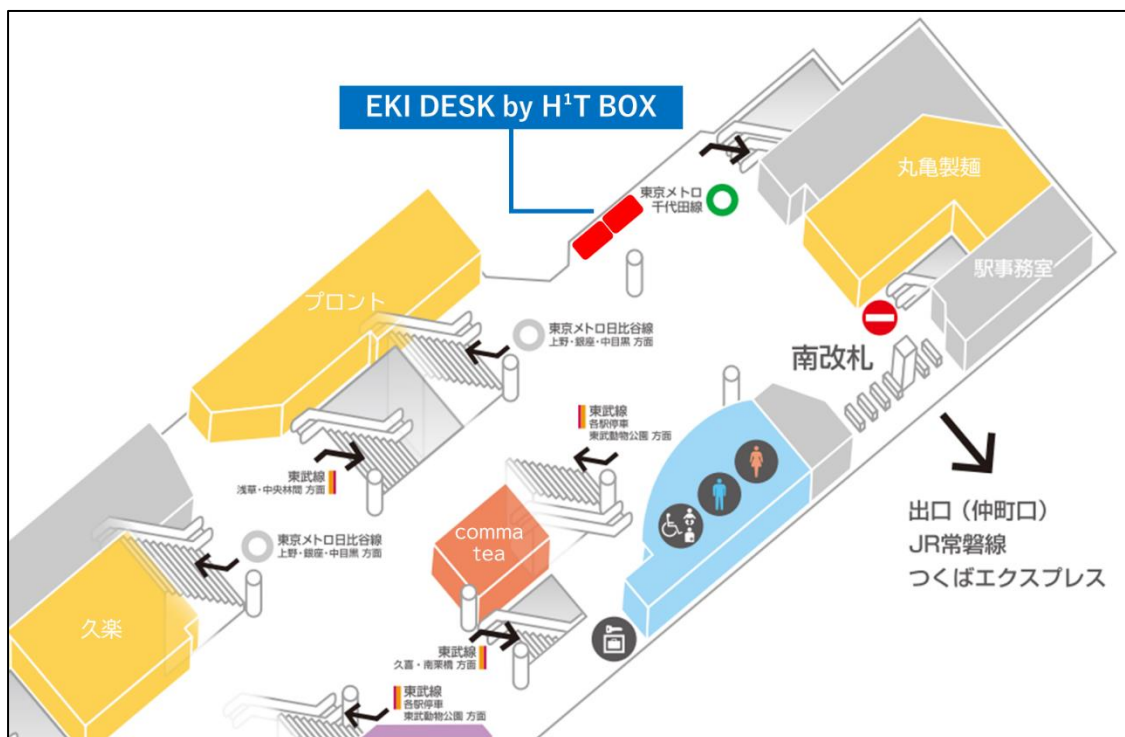 EKI DESK by H¹T BOX
丸亀製麺
東京メトロ
千代田線
駅事務室
プロント
東京メトロ日比谷線
上野・銀座・中目黒 方面
南改札
東武線
各駅停車
東武動物公園 方面
東武線
浅草・中央林間 方面
出口（仲町口）
JR常磐線
つくばエクスプレス
comma
tea
東京メトロ日比谷線
上野・銀座・中目黒 方面
久楽
東武線
久喜・南栗橋 方面
東武線
各駅停車
東武動物公園 方面